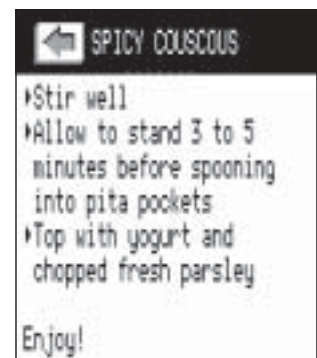 SPICY COUSCOUS
Stir well
Allow to stand 3 to 5
minutes before spooning
into pita pockets
Top with yogurt and
chopped fresh parsley
Enjoy!